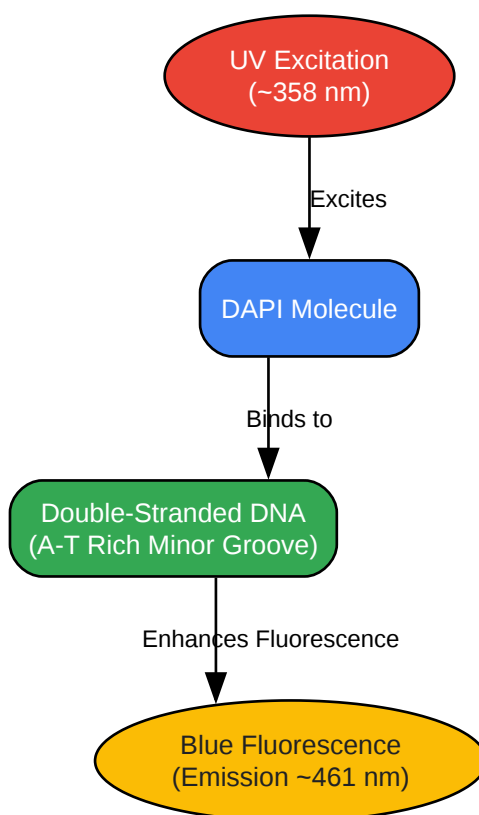 UV Excitation
(~358 nm)
Excites
DAPI Molecule
Binds to
Double-Stranded DNA
(A-T Rich Minor Groove)
Enhances Fluorescence
Blue Fluorescence
(Emission ~461 nm)